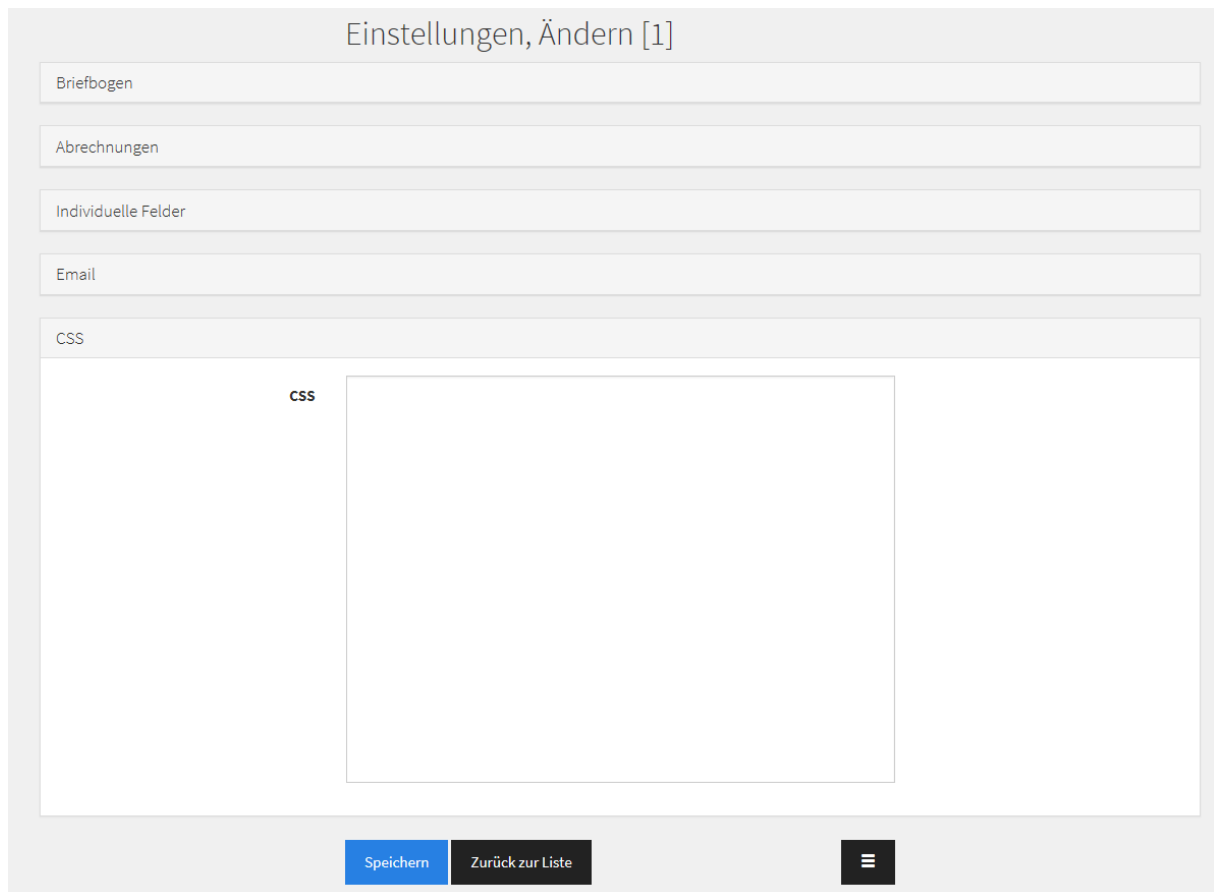 Einstellungen, Ändern [1]
Briefbogen
Abrechnungen
Individuelle Felder
Email
CSS
CSS
Speichern
Zurück zur Liste